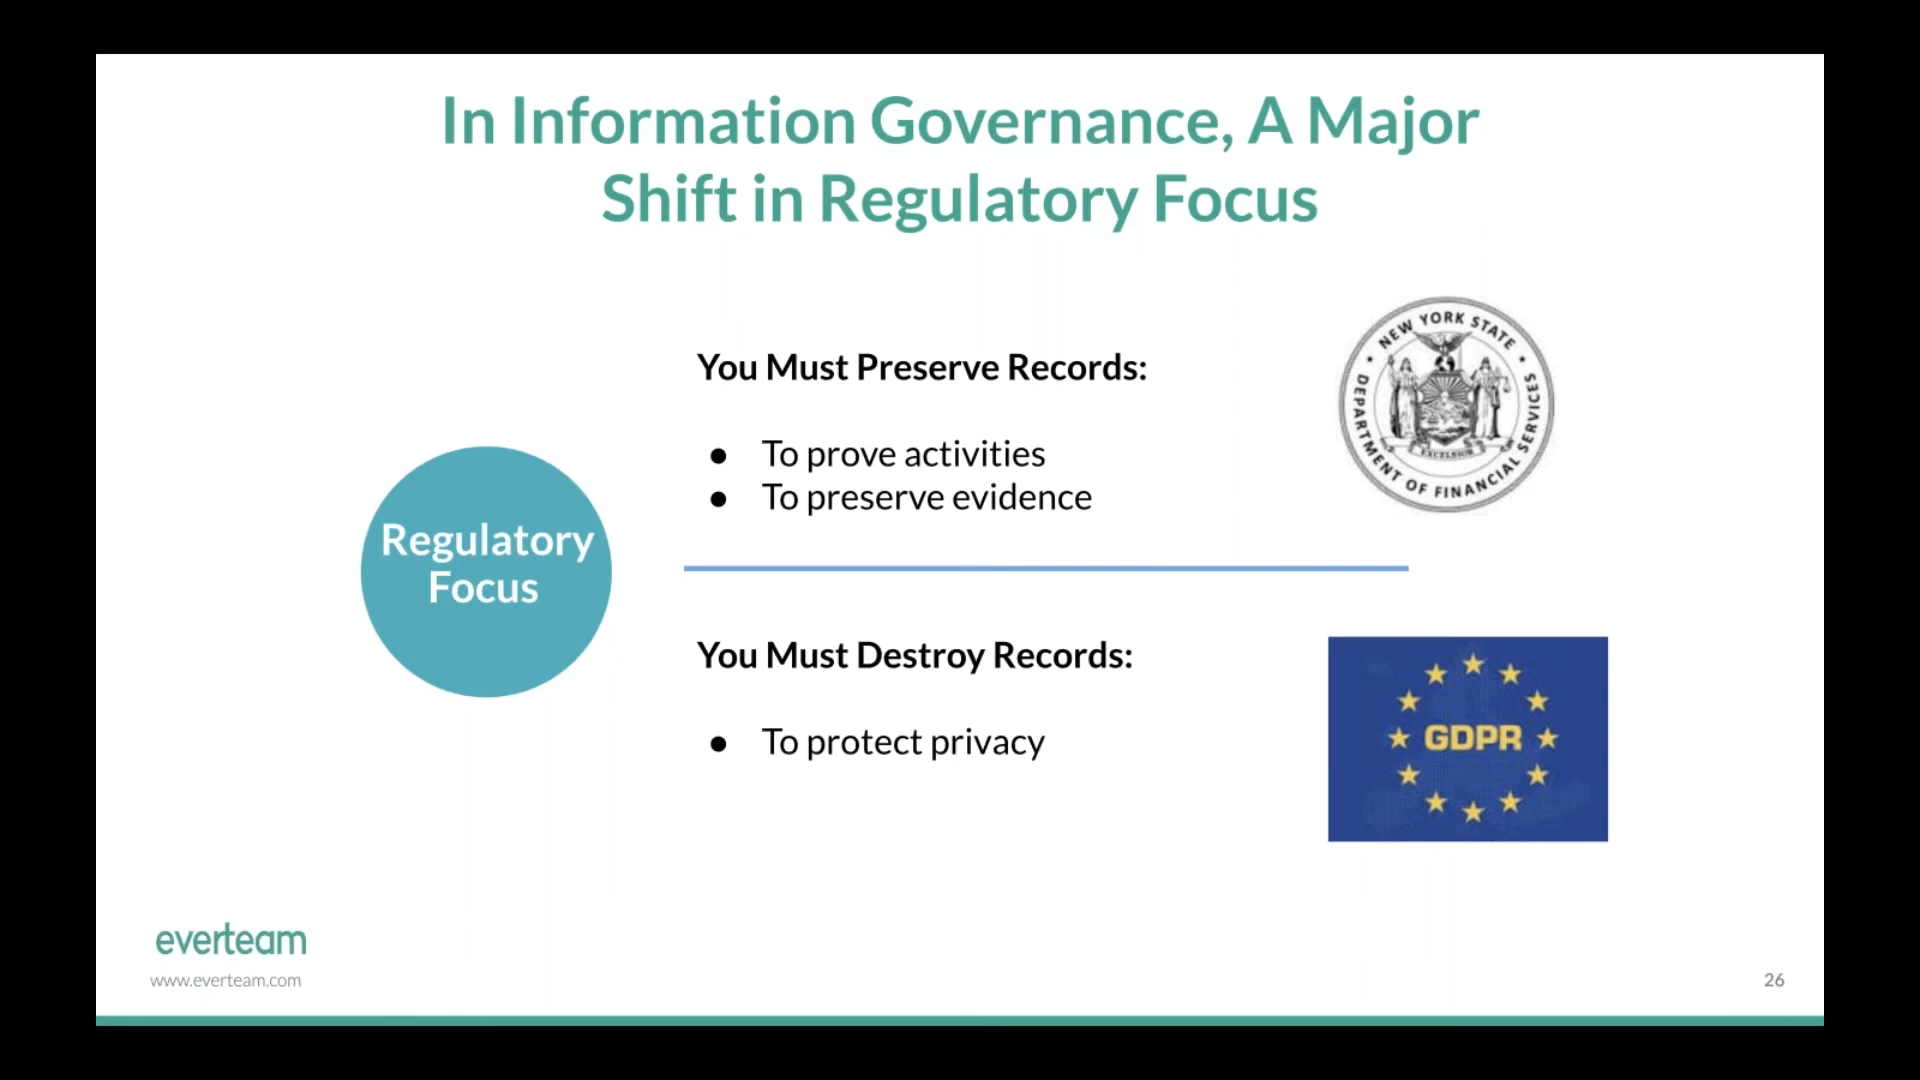 In Information Governance, A Major
Shift in Regulatory Focus
Regulatory
Focus
You Must Preserve Records:
● To prove activities
● To preserve evidence
NEW YORK STATE
DEPARTMENT OF FINANCIAL SERVICES
EXCELSIOR
You Must Destroy Records:
● To protect privacy
GDPR
everteam
www.everteam.com
26